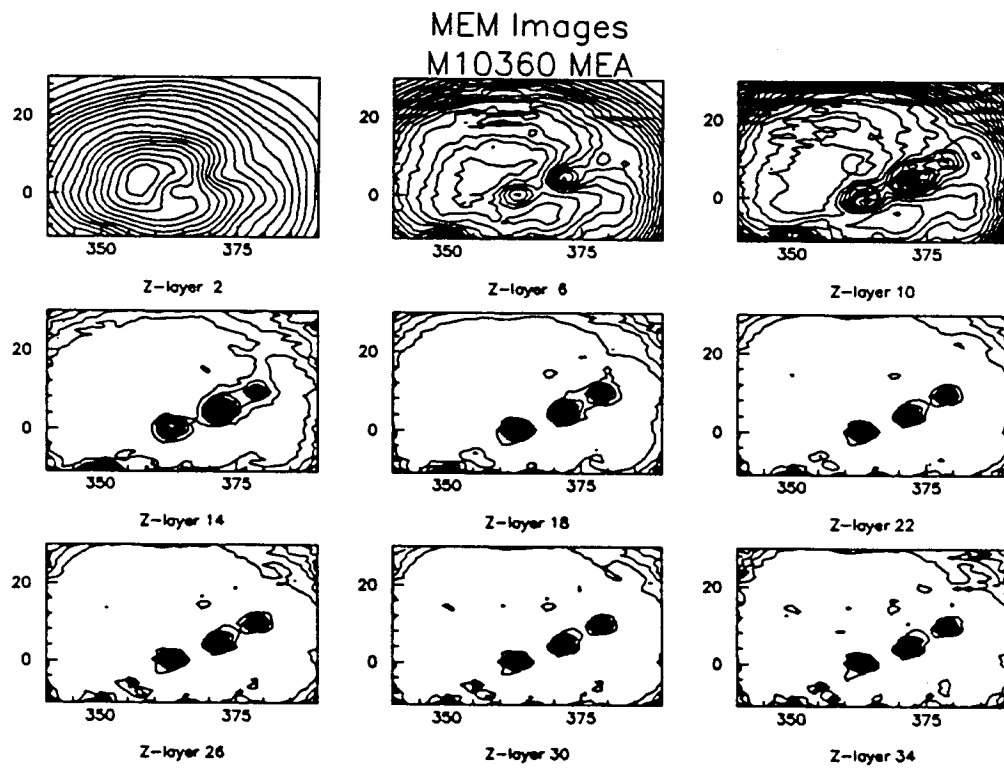 MEM Images
M10360 MEA
20
0
350 375
Z-layer 2
20
0
350 375
Z-layer 6
20
0
350 375
Z-layer 10
20
0
350 375
Z-layer 14
20
0
350 375
Z-layer 18
20
0
350 375
Z-layer 22
20
0
350 375
Z-layer 26
20
0
350 375
Z-layer 30
20
0
350 375
Z-layer 34